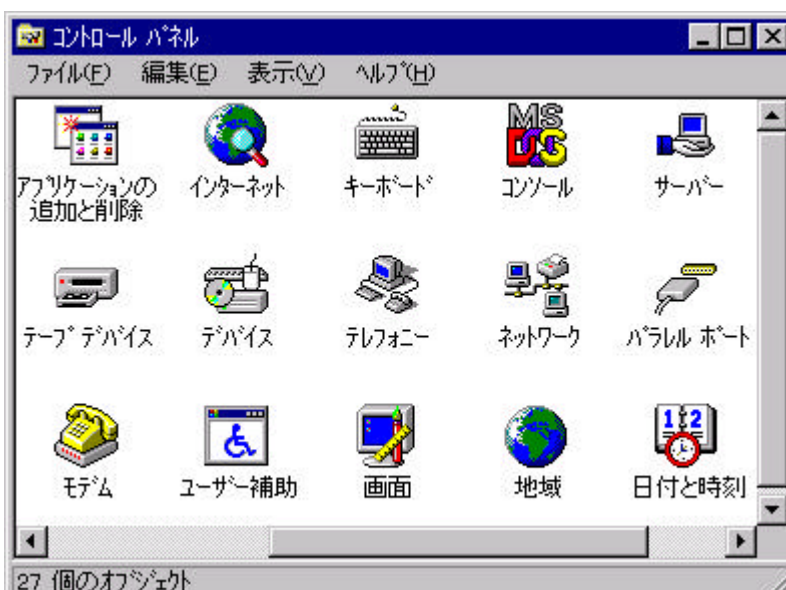 コントロール パネル
ファイル(F) 編集(E) 表示(V) ヘルプ(H)
MS
DOS
アプリケーションの
追加と削除
インターネット
キーボード
コンソール
サーバー
テープ デバイス
デバイス
テレフォニー
ネットワーク
パラレル ポート
1 2
モデム
ユーザー補助
画面
地域
日付と時刻
27 個のオブジェクト